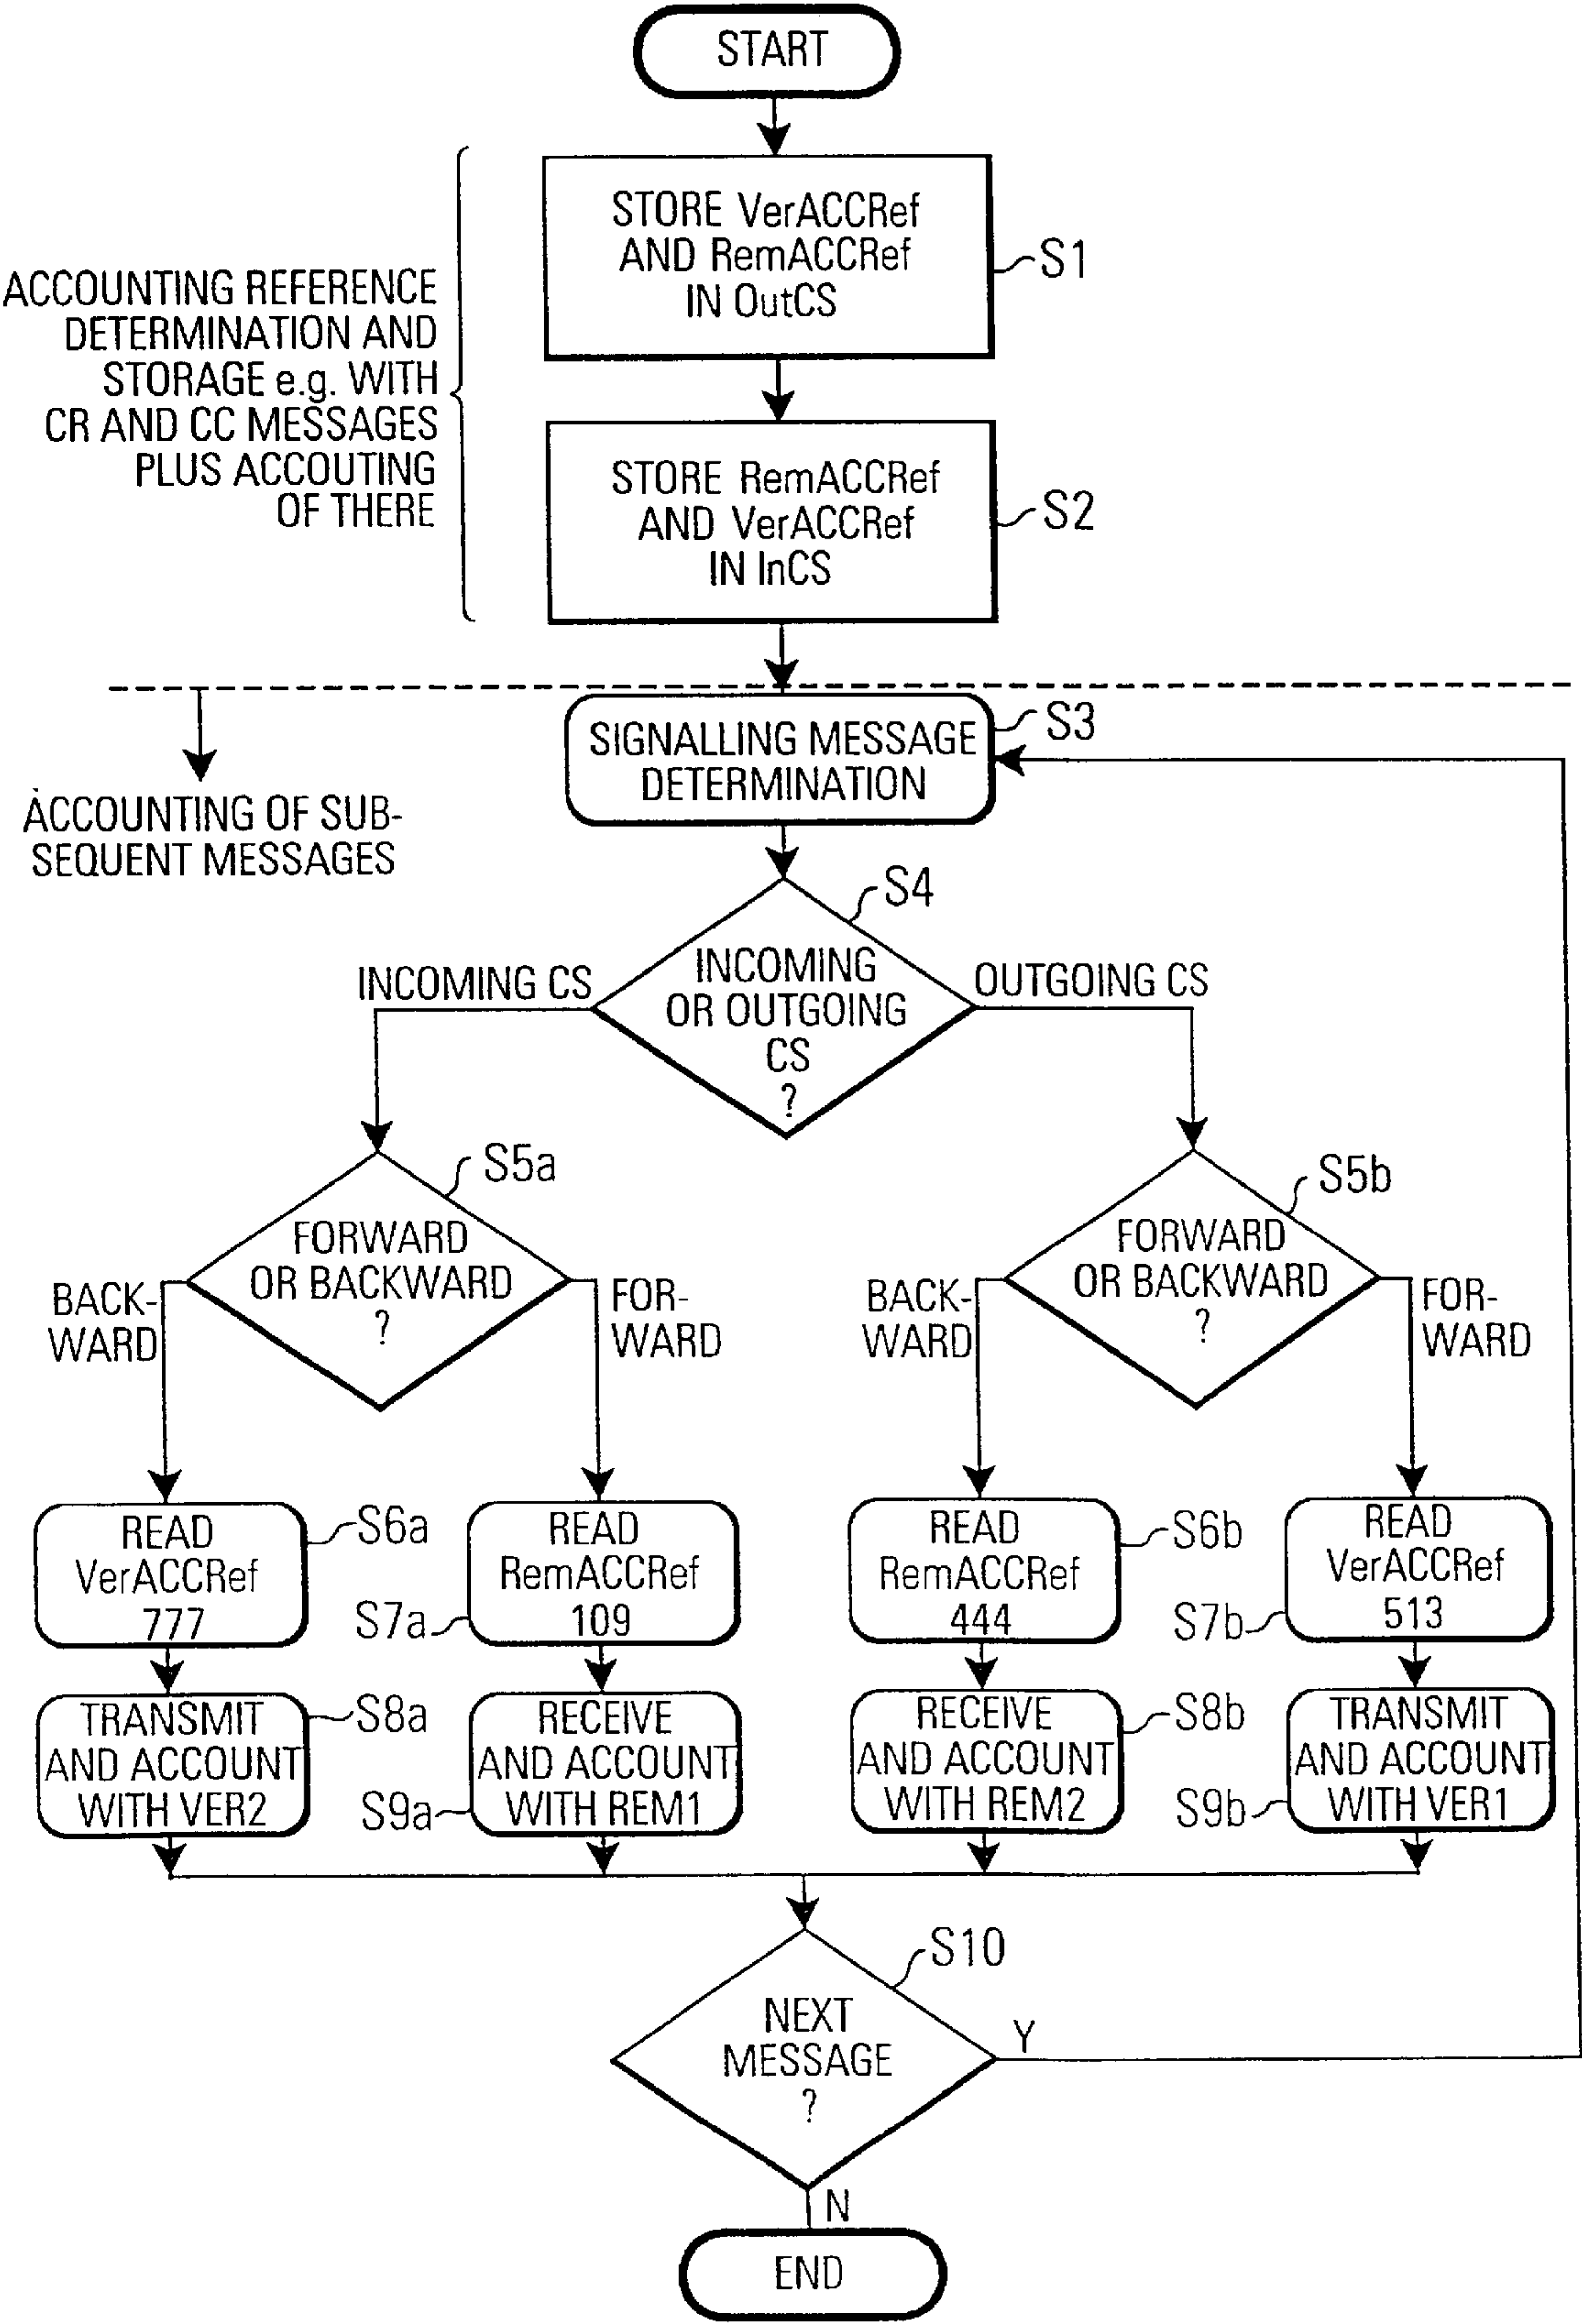 START
STORE VerACCRef
AND RemACCRef
IN OutCS
S1
ACCOUNTING REFERENCE
DETERMINATION AND
STORAGE e.g. WITH
CR AND CC MESSAGES
PLUS ACCOUTING
OF THERE
STORE RemACCRef
AND VerACCRef
IN InCS
S2
SIGNALLING MESSAGE
DETERMINATION
S3
ACCOUNTING OF SUB-
SEQUENT MESSAGES
S4
INCOMING CS
INCOMING
OR OUTGOING
CS
?
OUTGOING CS
S5a
FORWARD
OR BACKWARD
?
BACK-
WARD
FOR-
WARD
S5b
FORWARD
OR BACKWARD
?
BACK-
WARD
FOR-
WARD
READ
VerACCRef
777
S6a
READ
RemACCRef
109
S7a
READ
RemACCRef
444
S6b
READ
VerACCRef
513
S7b
TRANSMIT
AND ACCOUNT
WITH VER2
S8a
RECEIVE
AND ACCOUNT
WITH REM1
S9a
RECEIVE
AND ACCOUNT
WITH REM2
S8b
TRANSMIT
AND ACCOUNT
WITH VER1
S9b
S10
NEXT
MESSAGE
?
Y
N
END